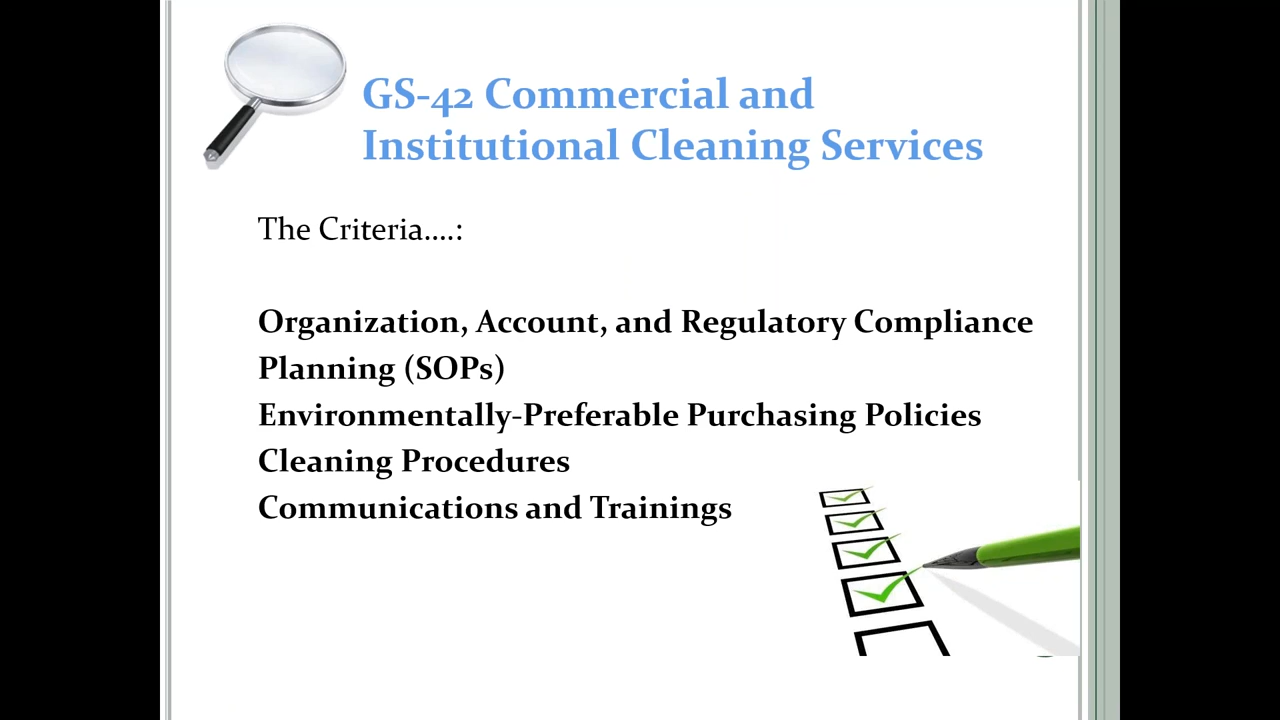 GS-42 Commercial and
Institutional Cleaning Services
The Criteria....:
Organization, Account, and Regulatory Compliance
Planning (SOPs)
Environmentally-Preferable Purchasing Policies
Cleaning Procedures
Communications and Trainings